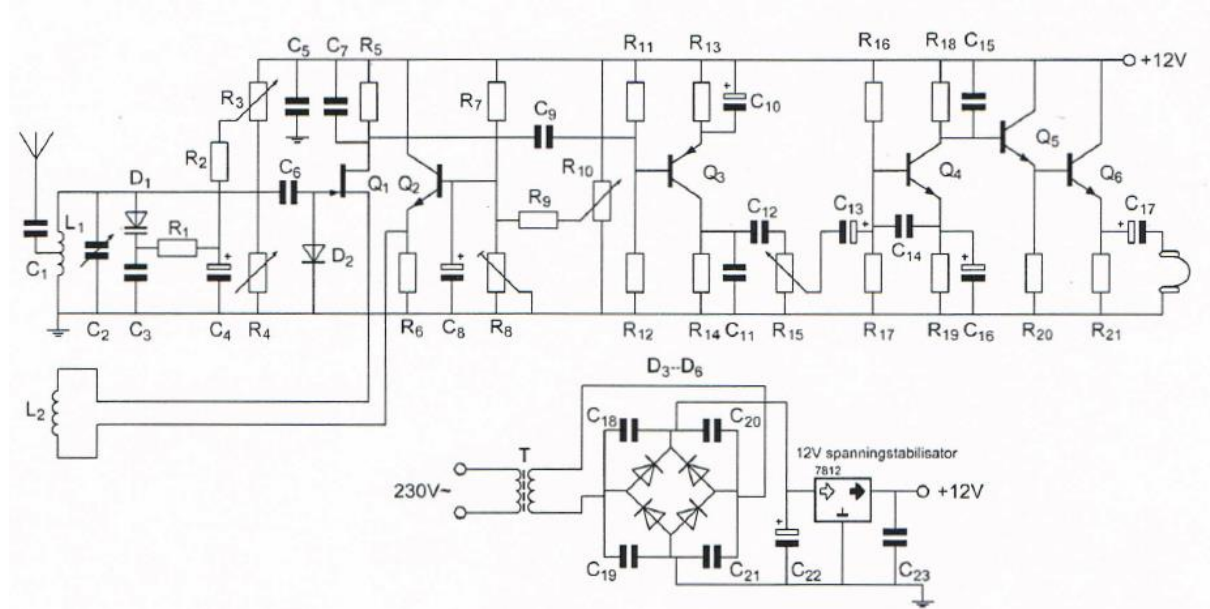 C5 C7 R5 R11 R13 R16 R18 C15
+12V
R3 R7 C9 + C10
R2 C6 Q1 Q2 R10 Q3 Q4 Q5 Q6
D1 R9
L1 R1 + D2 + C12 C13 + C14 + C17
C1
C2 C3 C4 R4 R6 C8 R8 R12 R14 C11 R15 R17 R19 C16 R20 R21
D3--D6
L2 C18 C20
T 12V spanningstabilisator
7812
230V~ +12V
+
C19 C21 C22 C23